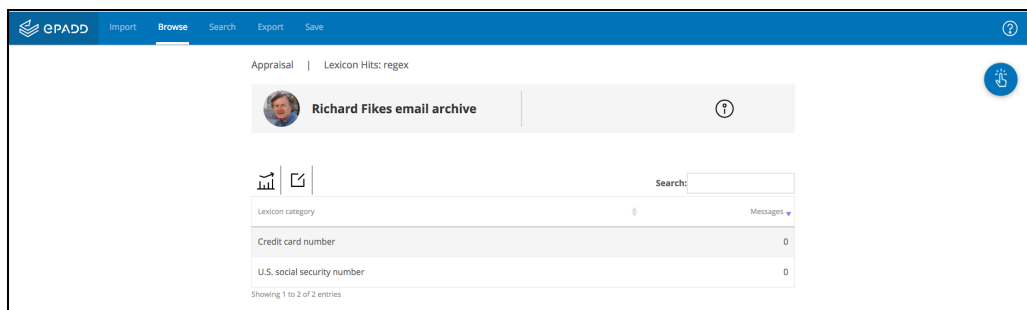 ePADD Import Browse Search Export Save
Appraisal | Lexicon Hits: regex
Richard Fikes email archive
Search:
Lexicon category Messages
Credit card number 0
U.S. social security number 0
Showing 1 to 2 of 2 entries